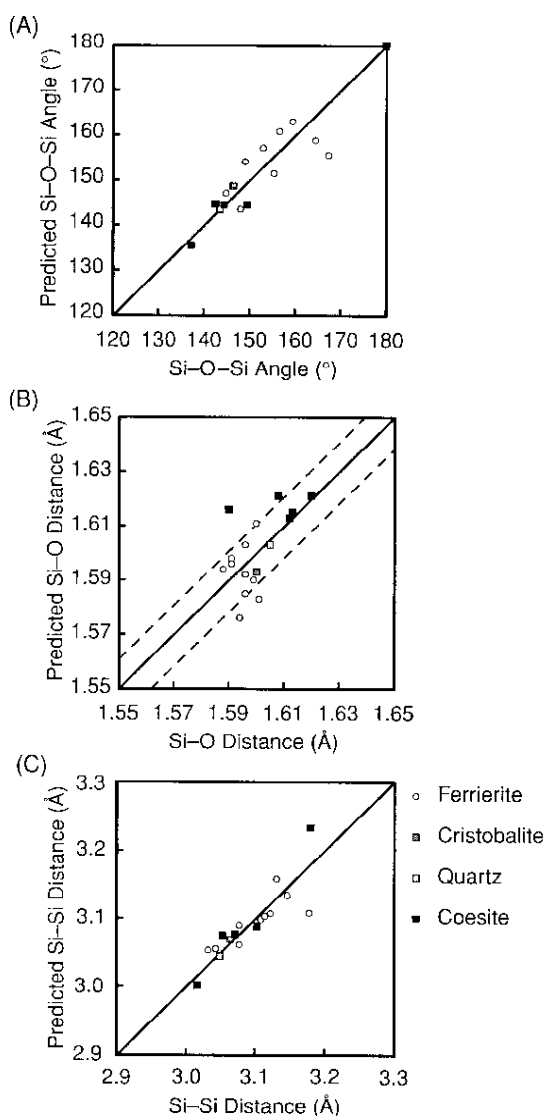 (A)
180
170
160
150
140
130
120
Predicted Si–O–Si Angle (°)
120 130 140 150 160 170 180
Si–O–Si Angle (°)
(B)
1.65
1.63
1.61
1.59
1.57
1.55
Predicted Si–O Distance (Å)
1.55 1.57 1.59 1.61 1.63 1.65
Si–O Distance (Å)
(C)
3.3
3.2
3.1
3.0
2.9
Predicted Si–Si Distance (Å)
2.9 3.0 3.1 3.2 3.3
Si–Si Distance (Å)
Ferrierite
Cristobalite
Quartz
Coesite